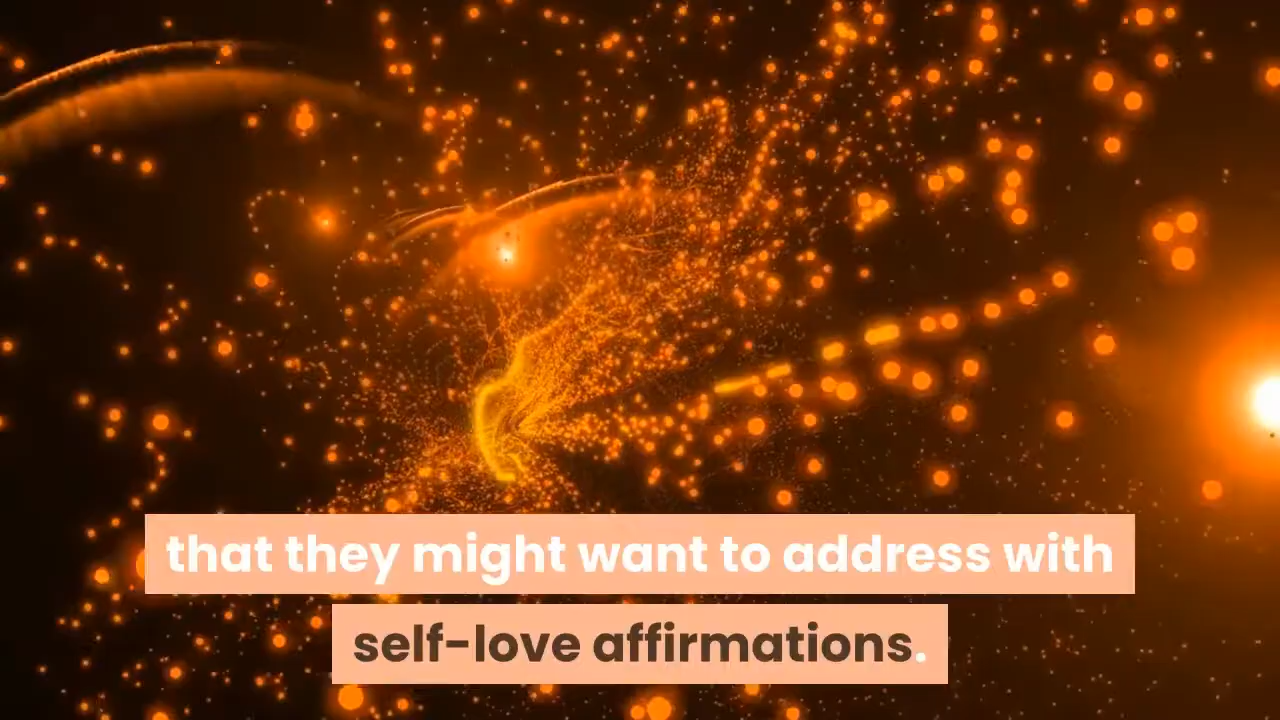 that they might want to address with
self-love affirmations.